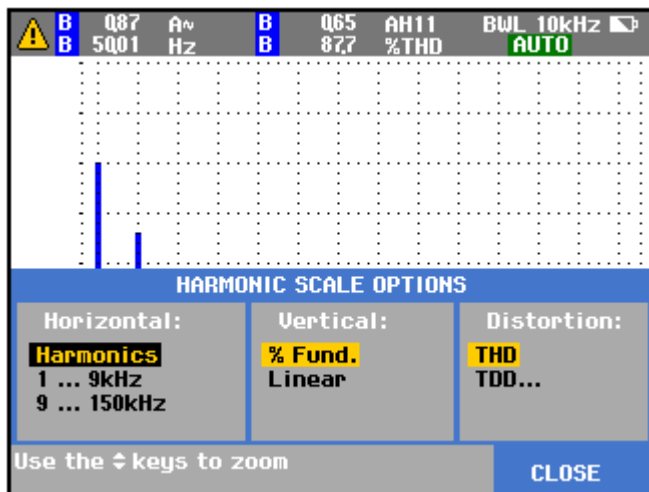 B 0.87 A~ B 0.65 AH11 BWL 10kHz
B 50.01 Hz B 87.7 %THD AUTO
HARMONIC SCALE OPTIONS
Horizontal: Vertical: Distortion:
Harmonics % Fund. THD
1 ... 9kHz Linear TDD...
9 ... 150kHz
Use the ⬍ keys to zoom CLOSE